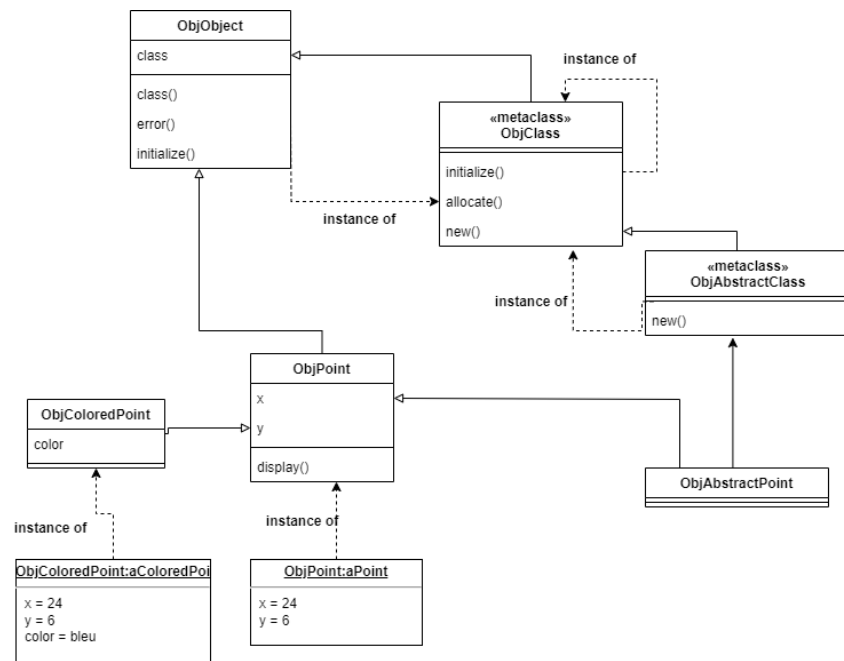 ObjObject
class
class()
error()
initialize()
instance of
«metaclass»
ObjClass
initialize()
allocate()
new()
instance of
instance of
«metaclass»
ObjAbstractClass
new()
ObjPoint
x
y
display()
ObjColoredPoint
color
ObjAbstractPoint
instance of
instance of
ObjColoredPoint:aColoredPoi
x = 24
y = 6
color = bleu
ObjPoint:aPoint
x = 24
y = 6